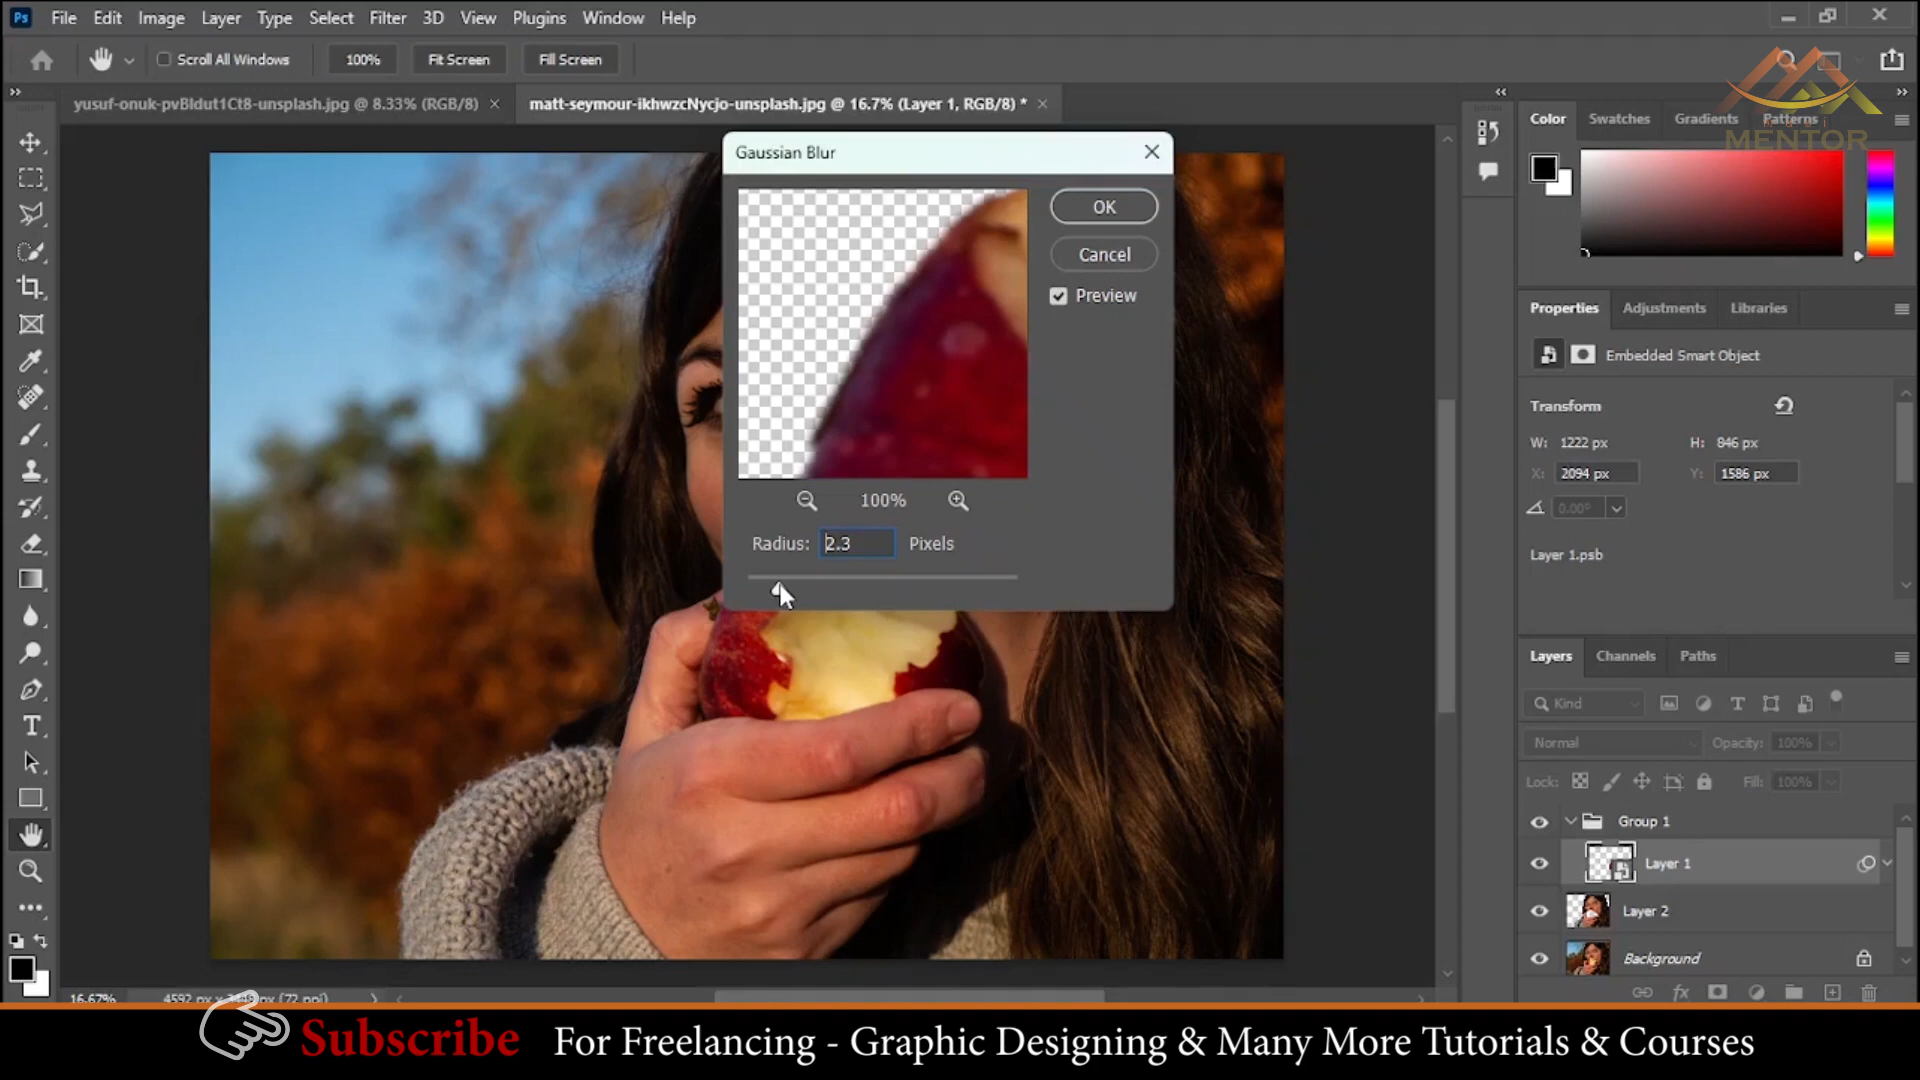 Ps File Edit Image Layer Type Select Filter 3D View Plugins Window Help
Scroll All Windows 100% Fit Screen Fill Screen
yusuf-onuk-pvBldut1Ct8-unsplash.jpg @ 8.33% (RGB/8) × matt-seymour-ikhwzcNycjo-unsplash.jpg @ 16.7% (Layer 1, RGB/8) * ×
Color Swatches Gradients Patterns
MENTOR
Gaussian Blur
OK
Cancel
Preview
100%
Radius: 2.3 Pixels
Properties Adjustments Libraries
Embedded Smart Object
Transform
W: 1222 px H: 846 px
X: 2094 px Y: 1586 px
0.00°
Layer 1.psb
Layers Channels Paths
Kind
Normal Opacity: 100%
Lock: Fill: 100%
Group 1
Layer 1
Layer 2
Background
16.67% 4592 px x px (72 ppi)
Subscribe For Freelancing - Graphic Designing & Many More Tutorials & Courses